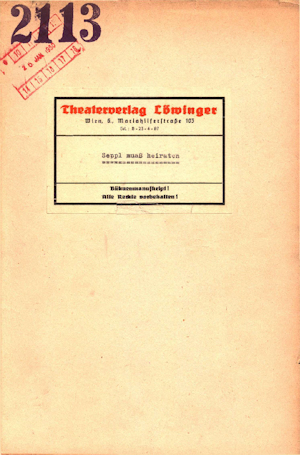 2113
Theaterverlag Löwinger
Wien, 6., Mariahilferstraße 103
Seppl muaß heiraten
Bühnenmanuskript!
Alle Rechte vorbehalten!